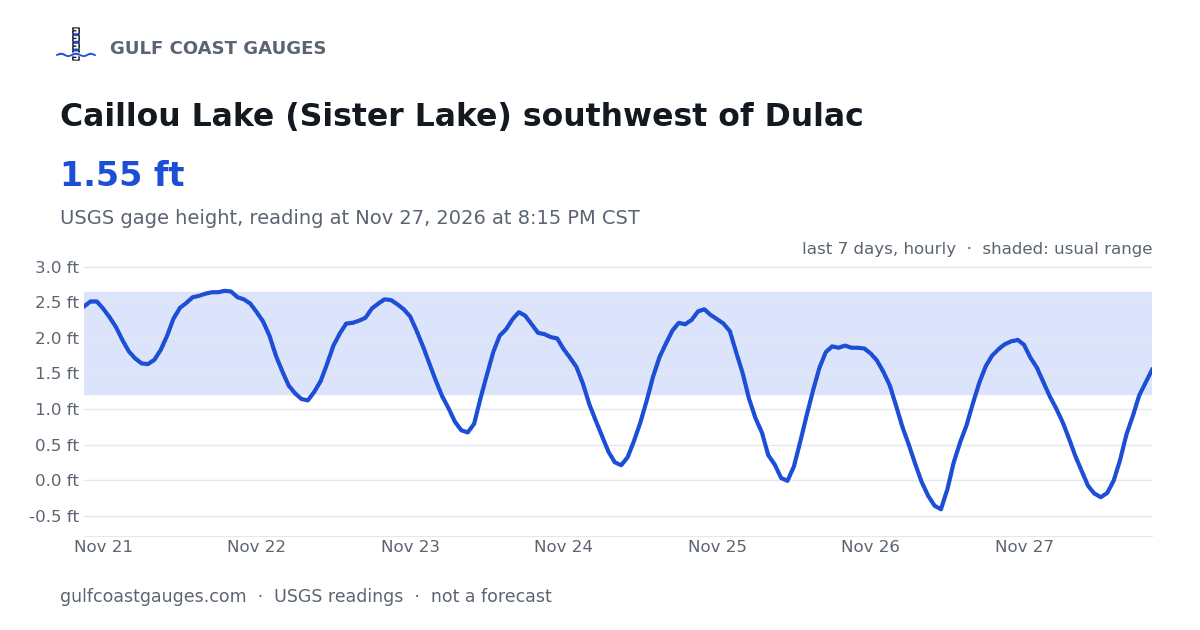 GULF COAST GAUGES
Caillou Lake (Sister Lake) southwest of Dulac
1.55 ft
USGS gage height, reading at Nov 27, 2026 at 8:15 PM CST
last 7 days, hourly · shaded: usual range
3.0 ft
2.5 ft
2.0 ft
1.5 ft
1.0 ft
0.5 ft
0.0 ft
-0.5 ft
Nov 21 Nov 22 Nov 23 Nov 24 Nov 25 Nov 26 Nov 27
gulfcoastgauges.com · USGS readings · not a forecast